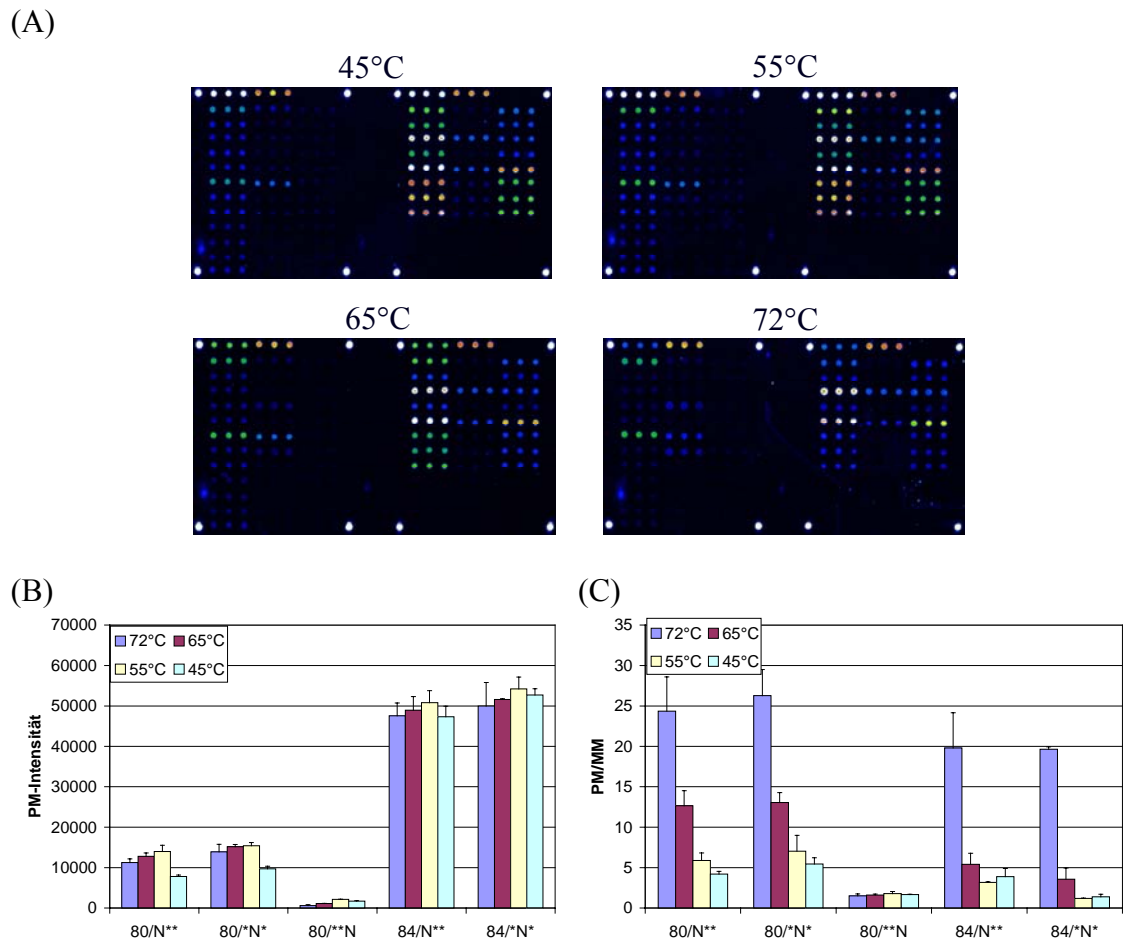 (A)
45°C 55°C
65°C 72°C
(B) (C)
70000
60000
50000
40000
30000
20000
10000
0
PM-Intensität
72°C 65°C
55°C 45°C
80/N** 80/*N* 80/**N 84/N** 84/*N*
35
30
25
20
15
10
5
0
PM/MM
72°C 65°C
55°C 45°C
80/N** 80/*N* 80/**N 84/N** 84/*N*